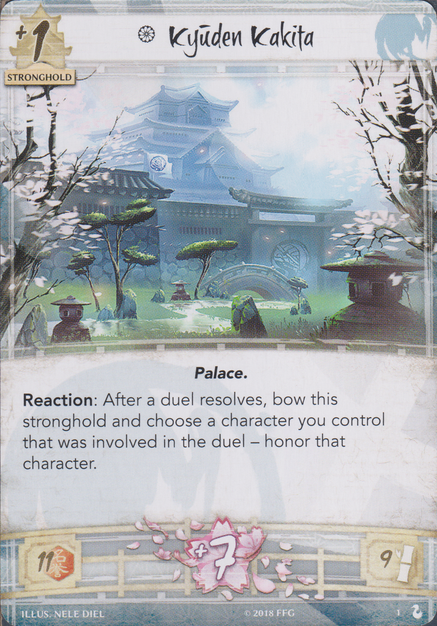 +1
Kyūden Kakita
STRONGHOLD
Palace.
Reaction: After a duel resolves, bow this
stronghold and choose a character you control
that was involved in the duel – honor that
character.
11
+7
9
ILLUS. NELE DIEL
© 2018 FFG
1